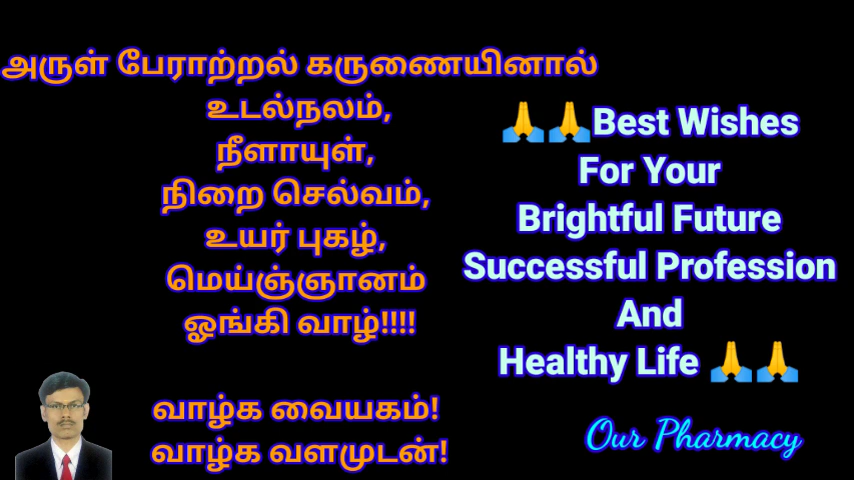 அருள் பேராற்றல் கருணையினால்
உடல்நலம்,
நீளாயுள்,
நிறை செல்வம்,
உயர் புகழ்,
மெய்ஞ்ஞானம்
ஓங்கி வாழ்!!!!
வாழ்க வையகம்!
வாழ்க வளமுடன்!
🙏🙏Best Wishes
For Your
Brightful Future
Successful Profession
And
Healthy Life 🙏🙏
Our Pharmacy